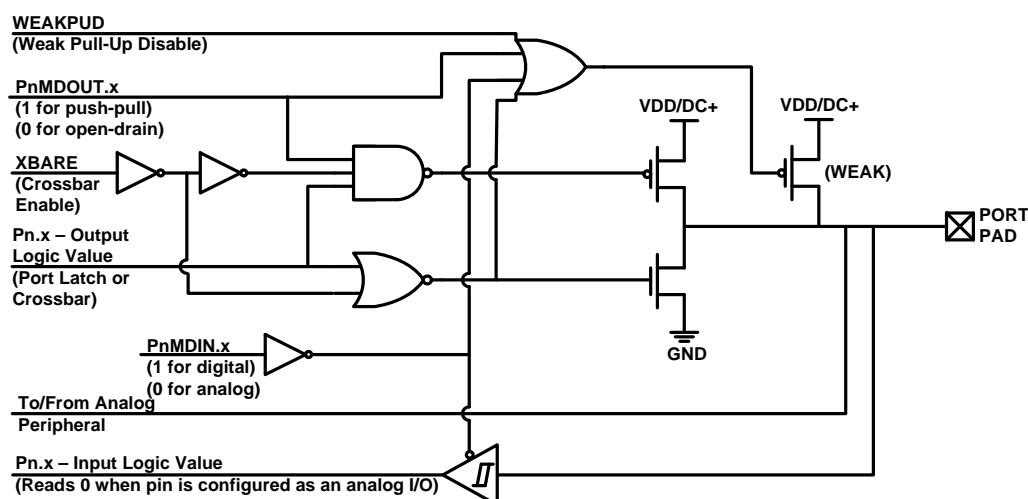 WEAKPUD
(Weak Pull-Up Disable)
PnMDOUT.x
(1 for push-pull)
(0 for open-drain)
XBARE
(Crossbar
Enable)
Pn.x – Output
Logic Value
(Port Latch or
Crossbar)
PnMDIN.x
(1 for digital)
(0 for analog)
To/From Analog
Peripheral
Pn.x – Input Logic Value
(Reads 0 when pin is configured as an analog I/O)
VDD/DC+
VDD/DC+
(WEAK)
PORT
PAD
GND